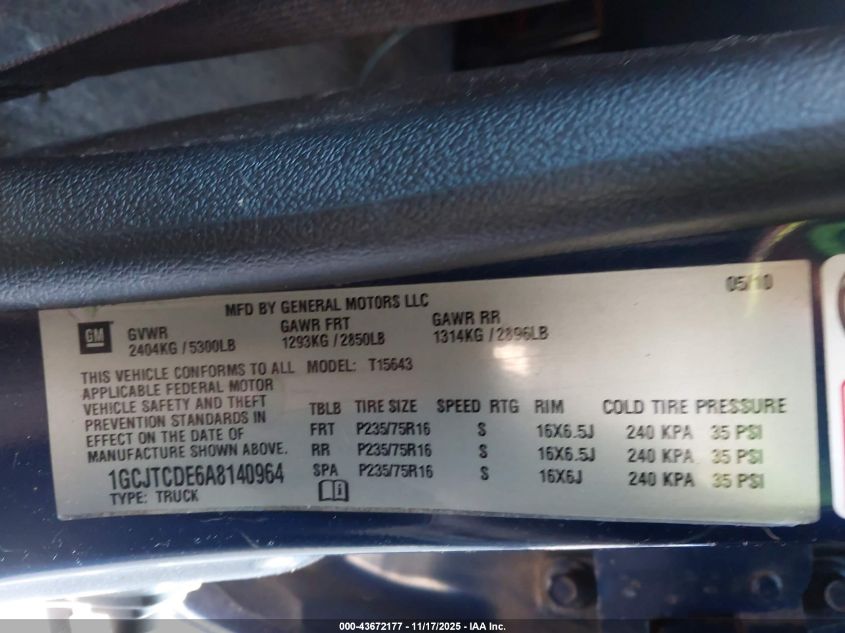 05/10
MFD BY GENERAL MOTORS LLC
GM
GVWR GAWR FRT GAWR RR
2404KG / 5300LB 1293KG / 2850LB 1314KG / 2896LB
THIS VEHICLE CONFORMS TO ALL MODEL: T15643
APPLICABLE FEDERAL MOTOR
VEHICLE SAFETY AND THEFT
PREVENTION STANDARDS IN
EFFECT ON THE DATE OF
MANUFACTURE SHOWN ABOVE.
1GCJTCDE6A8140964
TYPE: TRUCK
TBLB TIRE SIZE SPEED RTG RIM COLD TIRE PRESSURE
FRT P235/75R16 S 16X6.5J 240 KPA 35 PSI
RR P235/75R16 S 16X6.5J 240 KPA 35 PSI
SPA P235/75R16 S 16X6J 240 KPA 35 PSI
000-43672177 - 11/17/2025 - IAA Inc.